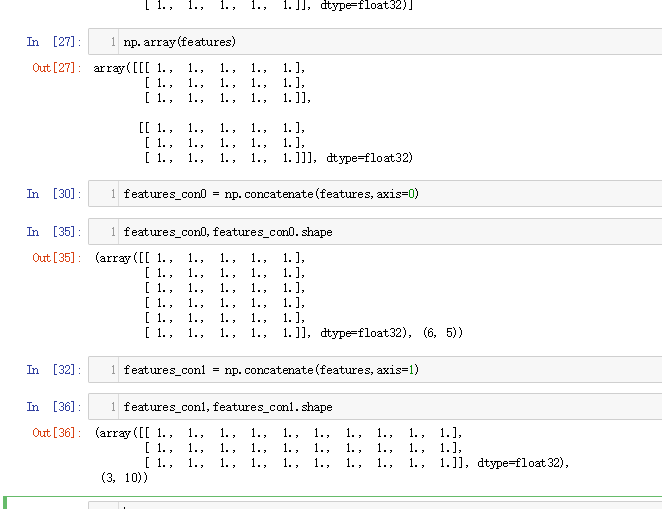 [ 1., 1., 1., 1., 1.]], dtype=float32)]
In [27]: 1 np.array(features)
Out[27]: array([[[ 1., 1., 1., 1., 1.],
[ 1., 1., 1., 1., 1.],
[ 1., 1., 1., 1., 1.]],
[[ 1., 1., 1., 1., 1.],
[ 1., 1., 1., 1., 1.],
[ 1., 1., 1., 1., 1.]]], dtype=float32)
In [30]: 1 features_con0 = np.concatenate(features,axis=0)
In [35]: 1 features_con0,features_con0.shape
Out[35]: (array([[ 1., 1., 1., 1., 1.],
[ 1., 1., 1., 1., 1.],
[ 1., 1., 1., 1., 1.],
[ 1., 1., 1., 1., 1.],
[ 1., 1., 1., 1., 1.],
[ 1., 1., 1., 1., 1.]], dtype=float32), (6, 5))
In [32]: 1 features_con1 = np.concatenate(features,axis=1)
In [36]: 1 features_con1,features_con1.shape
Out[36]: (array([[ 1., 1., 1., 1., 1., 1., 1., 1., 1., 1.],
[ 1., 1., 1., 1., 1., 1., 1., 1., 1., 1.],
[ 1., 1., 1., 1., 1., 1., 1., 1., 1., 1.]], dtype=float32),
(3, 10))